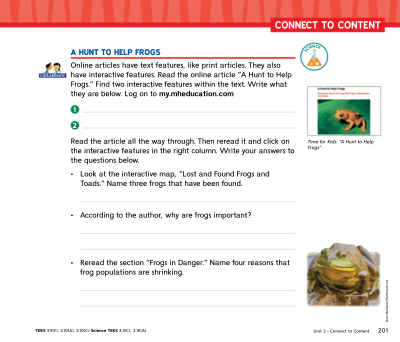 CONNECT TO CONTENT
A HUNT TO HELP FROGS
SCIENCE
COLLABORATE
Online articles have text features, like print articles. They also
have interactive features. Read the online article "A Hunt to Help
Frogs." Find two interactive features within the text. Write what
they are below. Log on to my.mheducation.com
1
2
Read the article all the way through. Then reread it and click on
the interactive features in the right column. Write your answers to
the questions below.
• Look at the interactive map, "Lost and Found Frogs and
Toads." Name three frogs that have been found.
• According to the author, why are frogs important?
• Reread the section "Frogs in Danger." Name four reasons that
frog populations are shrinking.
A Hunt to Help Frogs
Time for Kids: "A Hunt to Help
Frogs"
TEKS 3.9(F), 3.10(A), 3.10(C) Science TEKS 3.3(C), 3.10(A)
Unit 2 – Connect to Content 201